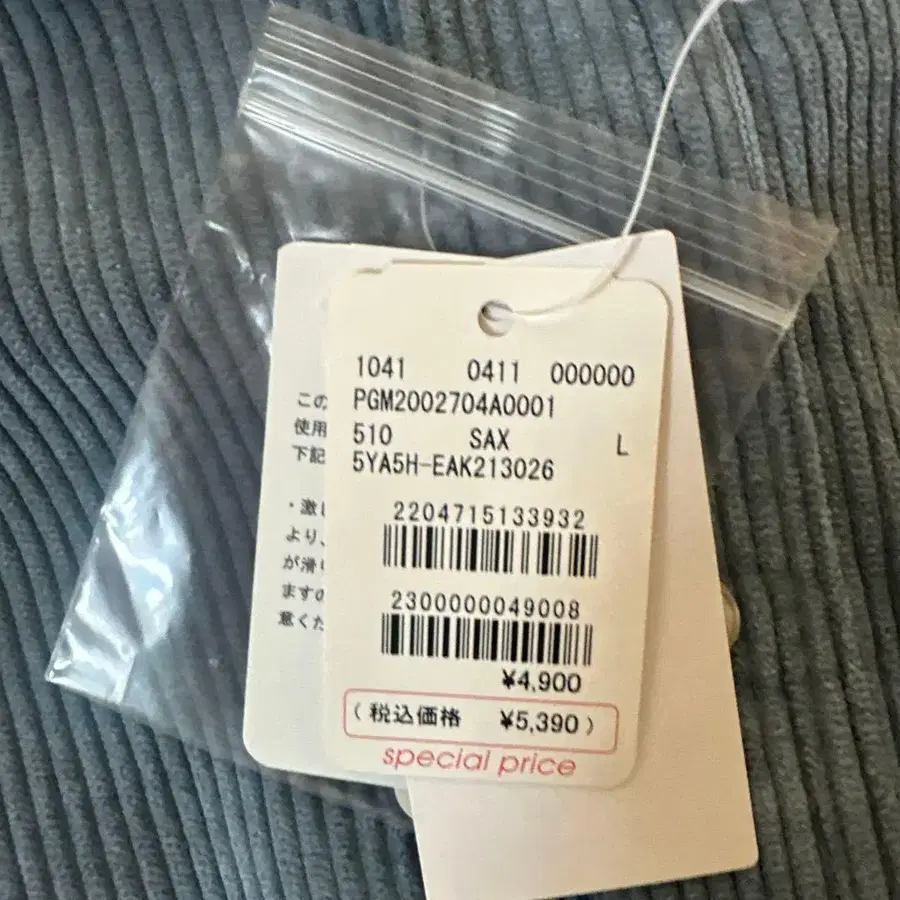 1041 0411 000000
PGM2002704A0001
510 SAX L
5YA5H-EAK213026
2204715133932
2300000049008
¥4,900
(税込価格 ¥5,390)
special price
この
使用
下記
・激し
より、
が滑り
ますの
意くだ